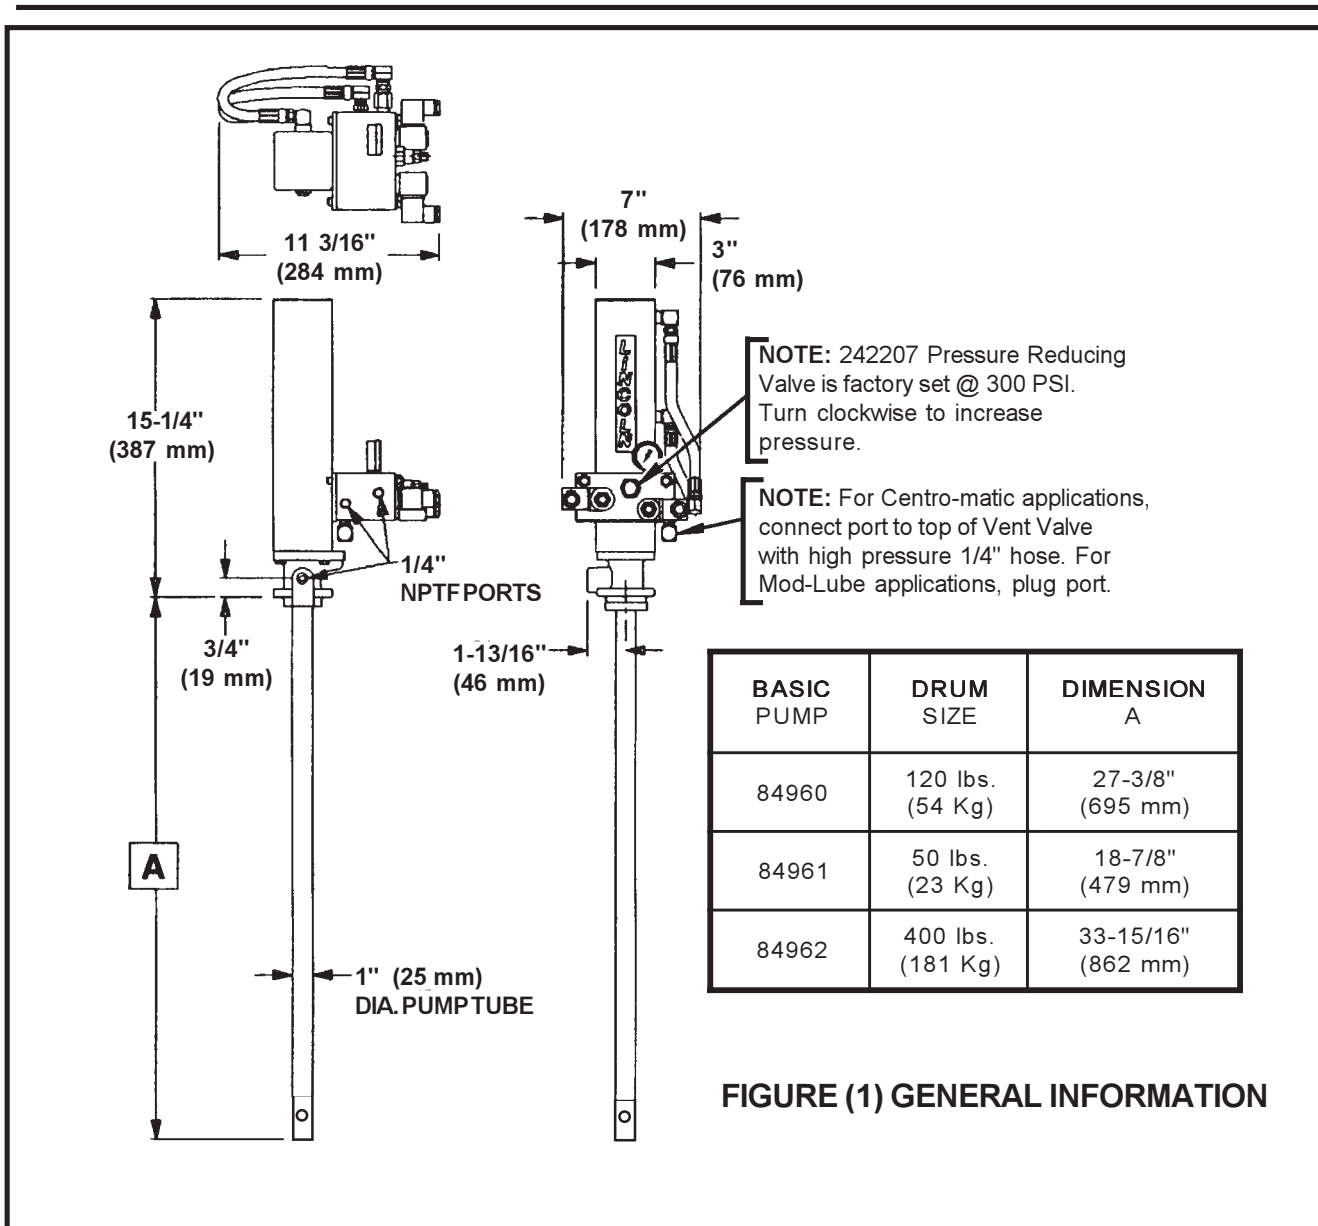 11 3/16"
(284 mm)
7"
(178 mm)
3"
(76 mm)
LINCOLN
NOTE: 242207 Pressure Reducing
Valve is factory set @ 300 PSI.
Turn clockwise to increase
pressure.
15-1/4"
(387 mm)
NOTE: For Centro-matic applications,
connect port to top of Vent Valve
with high pressure 1/4" hose. For
Mod-Lube applications, plug port.
1/4"
NPTF PORTS
3/4"
(19 mm)
1-13/16"
(46 mm)
BASIC PUMP DRUM SIZE DIMENSION A
84960 120 lbs. (54 Kg) 27-3/8" (695 mm)
84961 50 lbs. (23 Kg) 18-7/8" (479 mm)
84962 400 lbs. (181 Kg) 33-15/16" (862 mm)
A
1" (25 mm)
DIA. PUMP TUBE
FIGURE (1) GENERAL INFORMATION